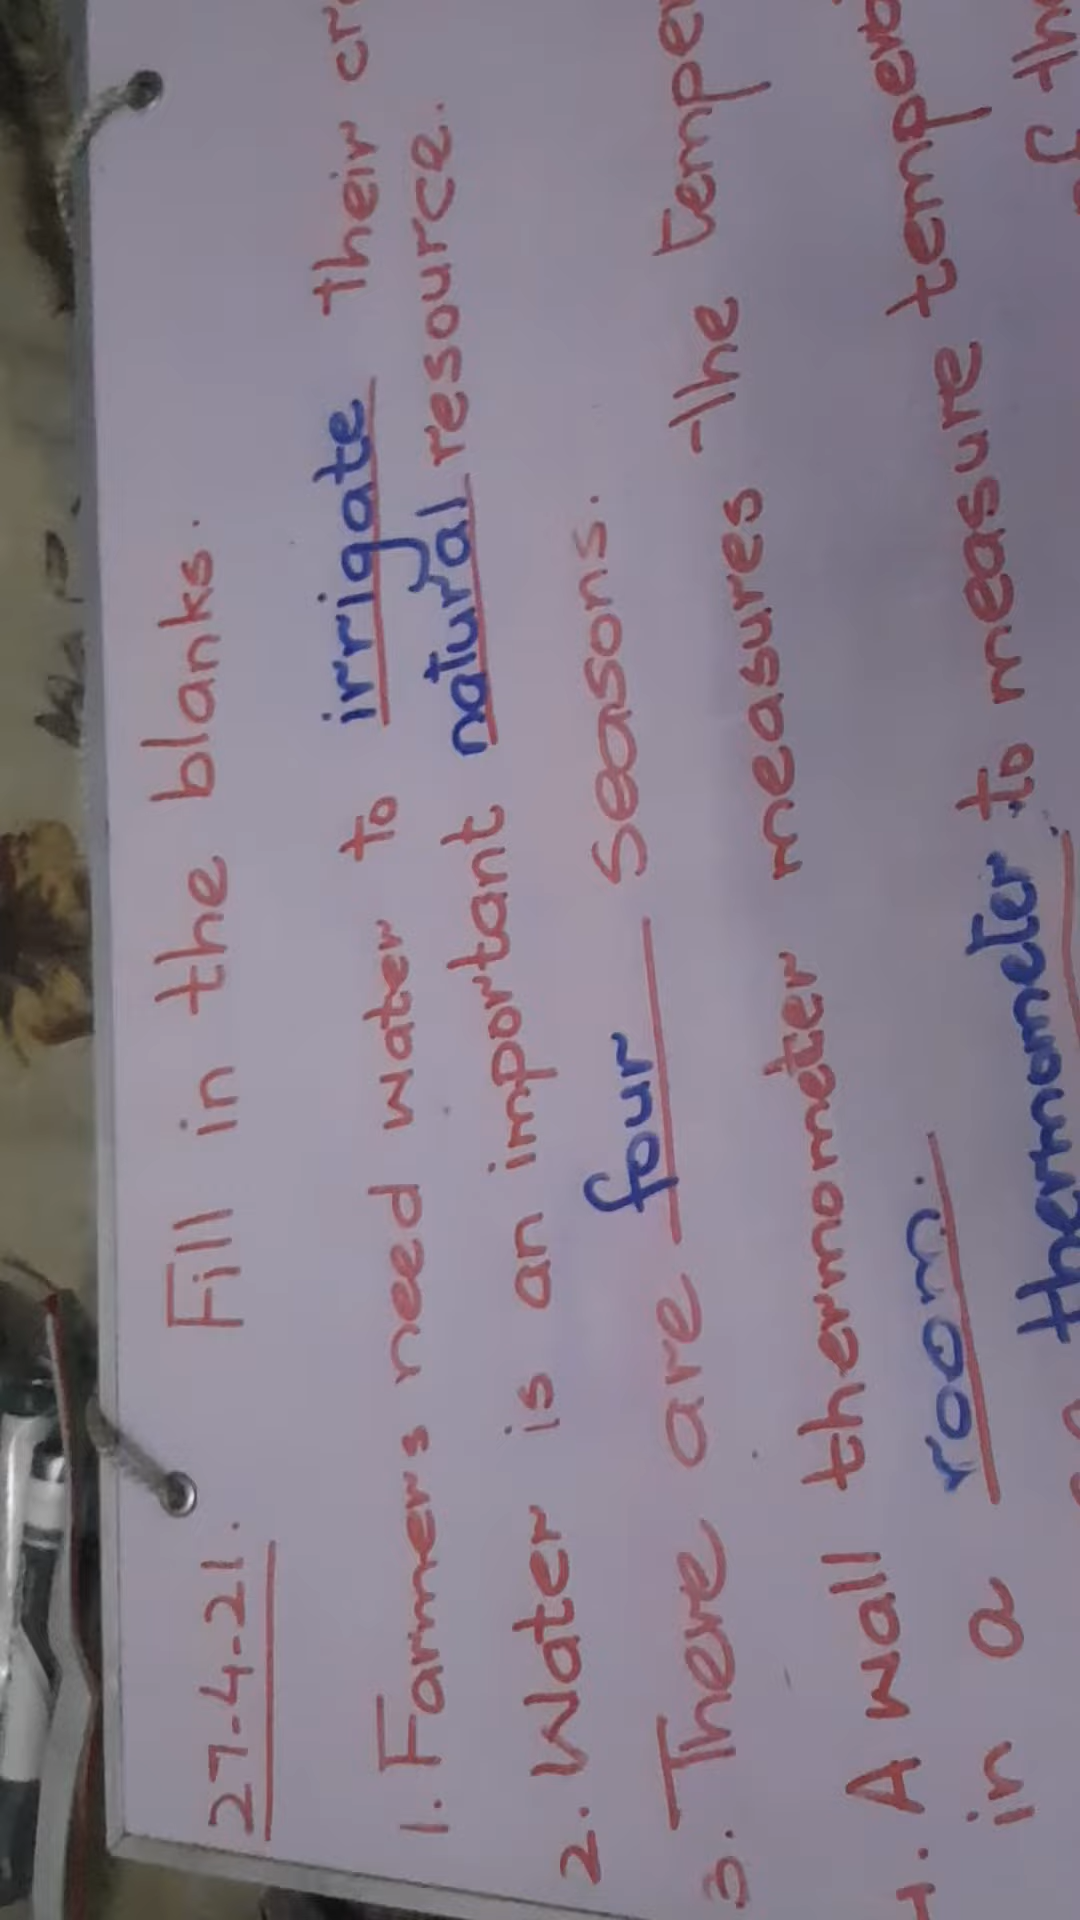 27-4-21. Fill in the blanks.
1. Farmers need water to irrigate their
2. Water is an important natural resource.
3. There are four seasons.
4. A wall thermometer measures the
in a room.
thermometer to measure